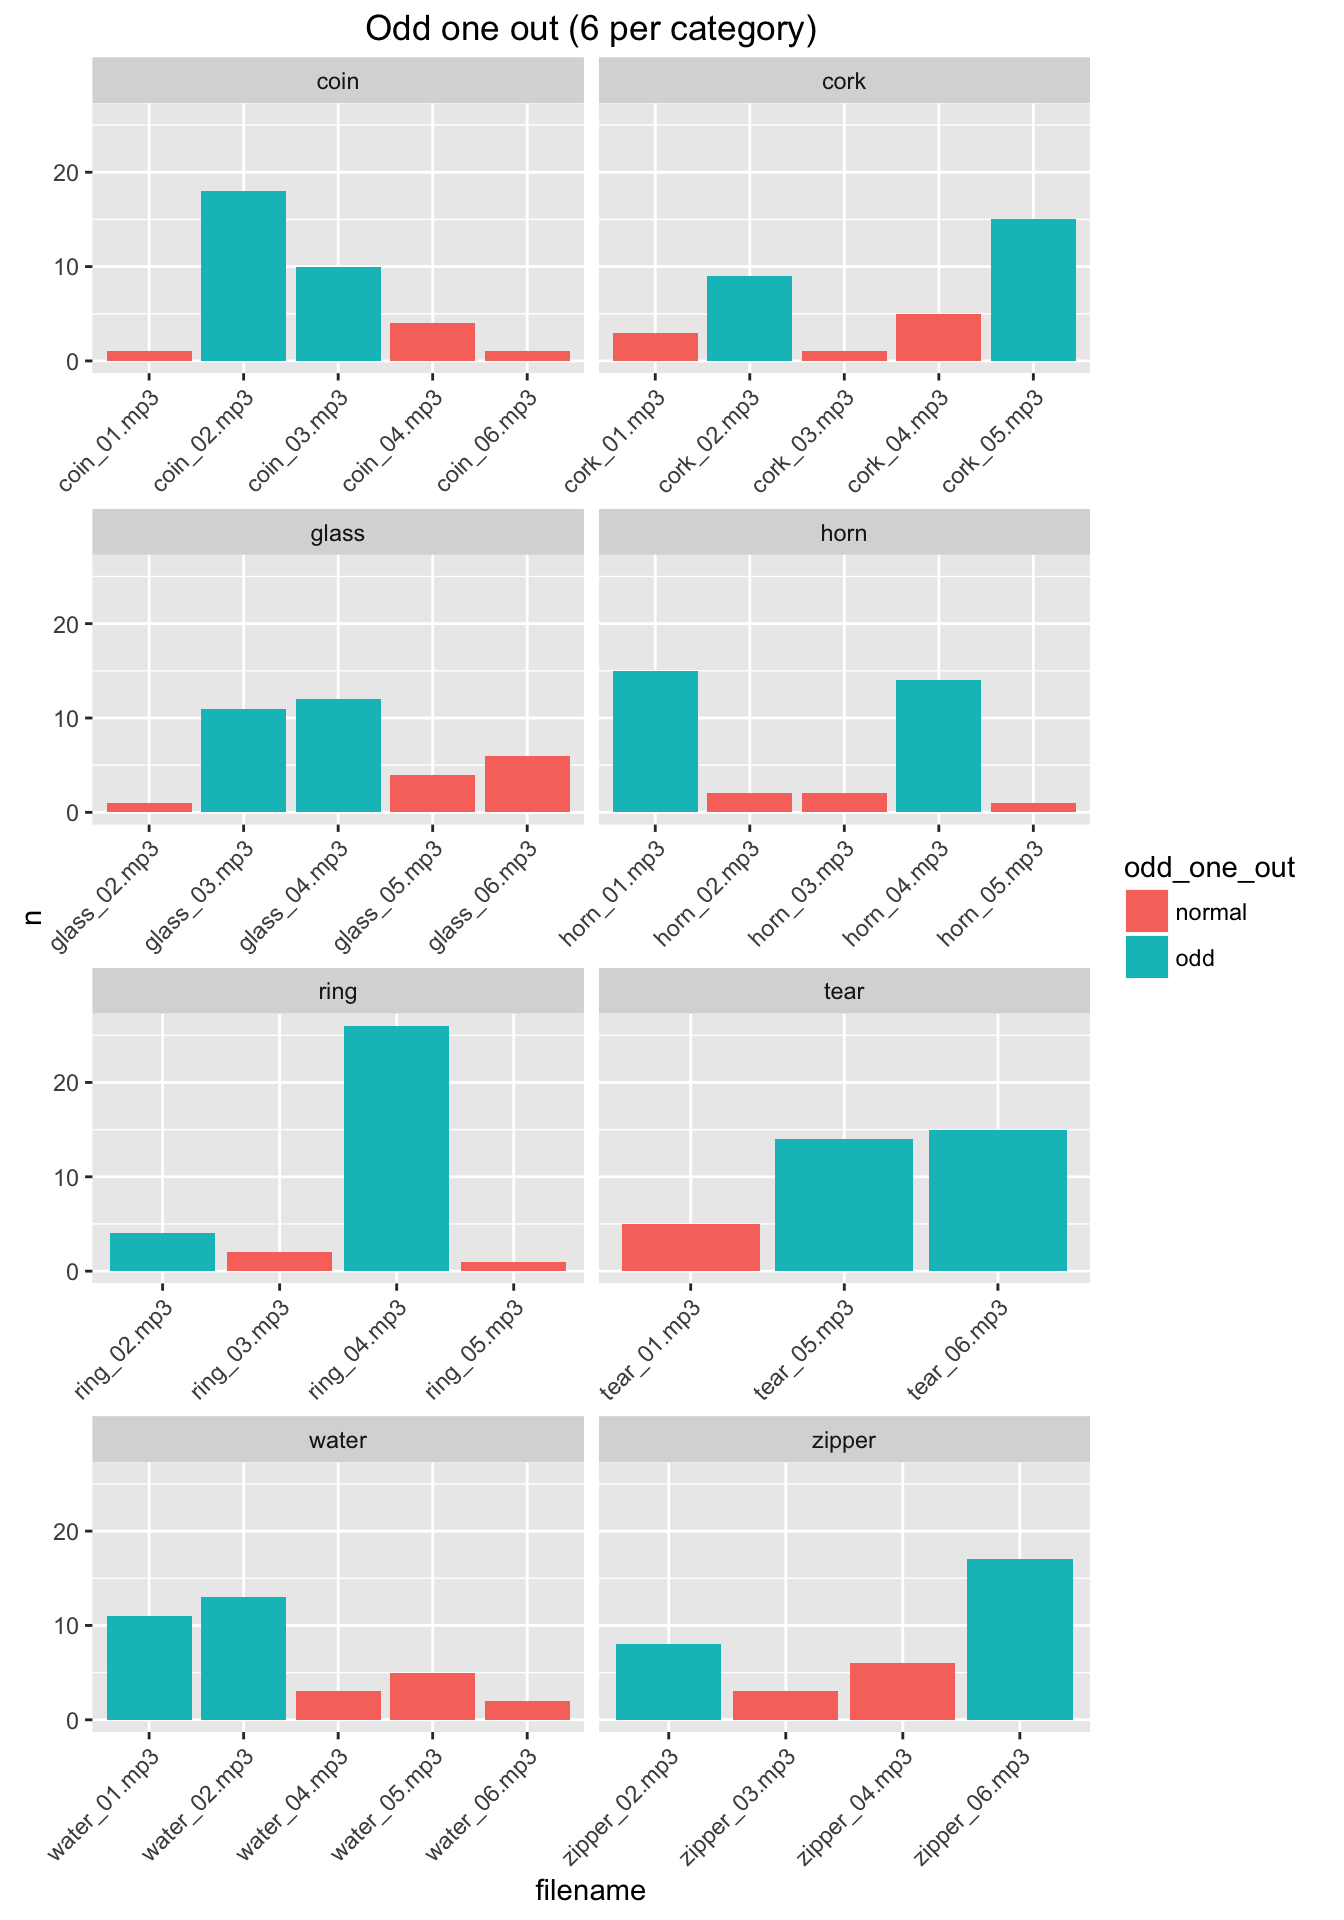 Odd one out (6 per category)
coin
cork
20
10
0
coin_01.mp3
coin_02.mp3
coin_03.mp3
coin_04.mp3
coin_06.mp3
cork_01.mp3
cork_02.mp3
cork_03.mp3
cork_04.mp3
cork_05.mp3
glass
horn
20
10
0
glass_02.mp3
glass_03.mp3
glass_04.mp3
glass_05.mp3
glass_06.mp3
horn_01.mp3
horn_02.mp3
horn_03.mp3
horn_04.mp3
horn_05.mp3
n
odd_one_out
normal
odd
ring
tear
20
10
0
ring_02.mp3
ring_03.mp3
ring_04.mp3
ring_05.mp3
tear_01.mp3
tear_05.mp3
tear_06.mp3
water
zipper
20
10
0
water_01.mp3
water_02.mp3
water_04.mp3
water_05.mp3
water_06.mp3
zipper_02.mp3
zipper_03.mp3
zipper_04.mp3
zipper_06.mp3
filename